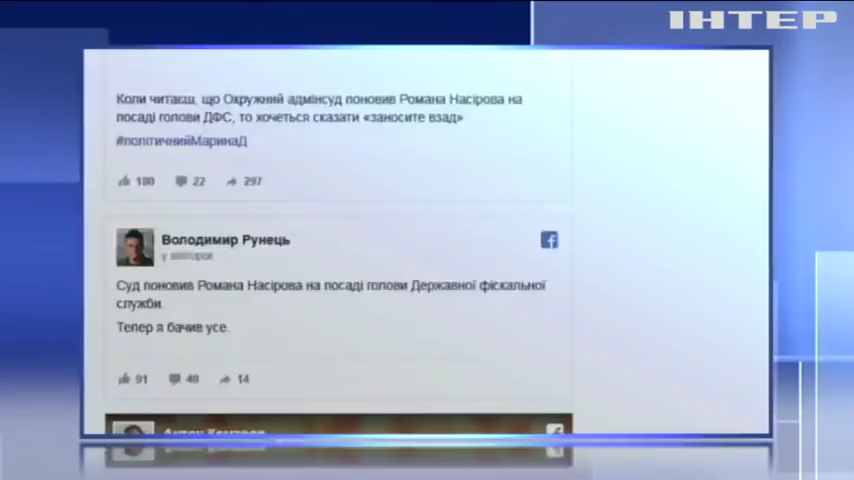 ІНТЕР
Коли читаєш, що Окружний адмінсуд поновив Романа Насірова на
посаді голови ДФС, то хочеться сказати «заносите взад»
#політичнийМаринаД
180 22 297
Володимир Рунець
у вівторок
Суд поновив Романа Насірова на посаді голови Державної фіскальної
служби.
Тепер я бачив усе.
91 40 14
Антон